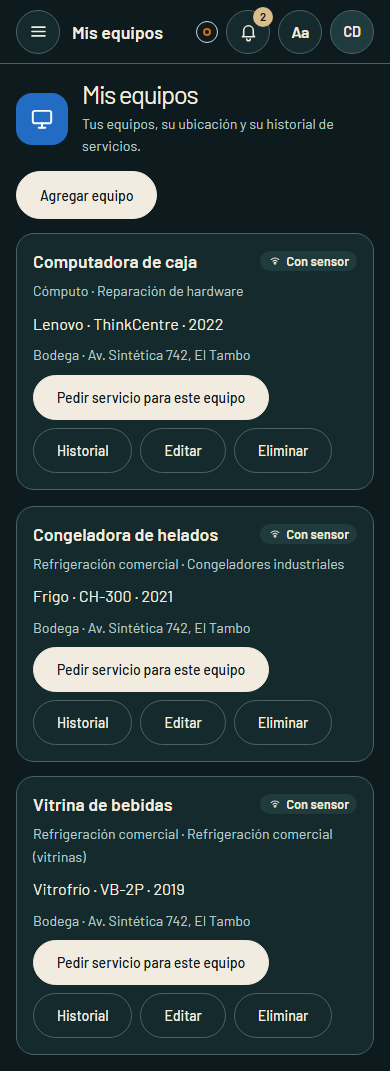 Mis equipos
2
Aa
CD
Mis equipos
Tus equipos, su ubicación y su historial de
servicios.
Agregar equipo
Computadora de caja
Con sensor
Cómputo · Reparación de hardware
Lenovo · ThinkCentre · 2022
Bodega · Av. Sintética 742, El Tambo
Pedir servicio para este equipo
Historial
Editar
Eliminar
Congeladora de helados
Con sensor
Refrigeración comercial · Congeladores industriales
Frigo · CH-300 · 2021
Bodega · Av. Sintética 742, El Tambo
Pedir servicio para este equipo
Historial
Editar
Eliminar
Vitrina de bebidas
Con sensor
Refrigeración comercial · Refrigeración comercial
(vitrinas)
Vitrofrío · VB-2P · 2019
Bodega · Av. Sintética 742, El Tambo
Pedir servicio para este equipo
Historial
Editar
Eliminar